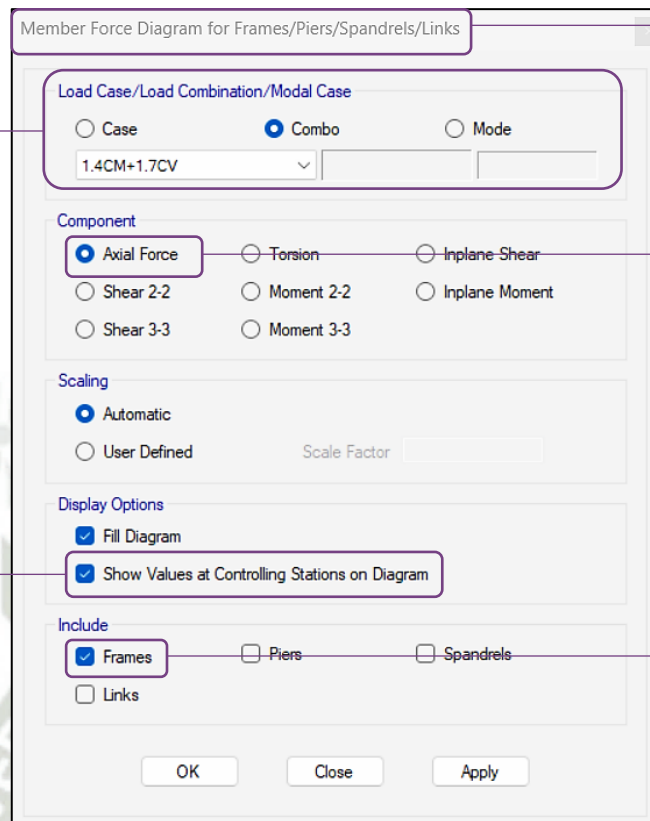 Member Force Diagram for Frames/Piers/Spandrels/Links
Load Case/Load Combination/Modal Case
Case Combo Mode
1.4CM+1.7CV
Component
Axial Force Torsion Inplane Shear
Shear 2-2 Moment 2-2 Inplane Moment
Shear 3-3 Moment 3-3
Scaling
Automatic
User Defined Scale Factor
Display Options
Fill Diagram
Show Values at Controlling Stations on Diagram
Include
Frames Piers Spandrels
Links
OK Close Apply